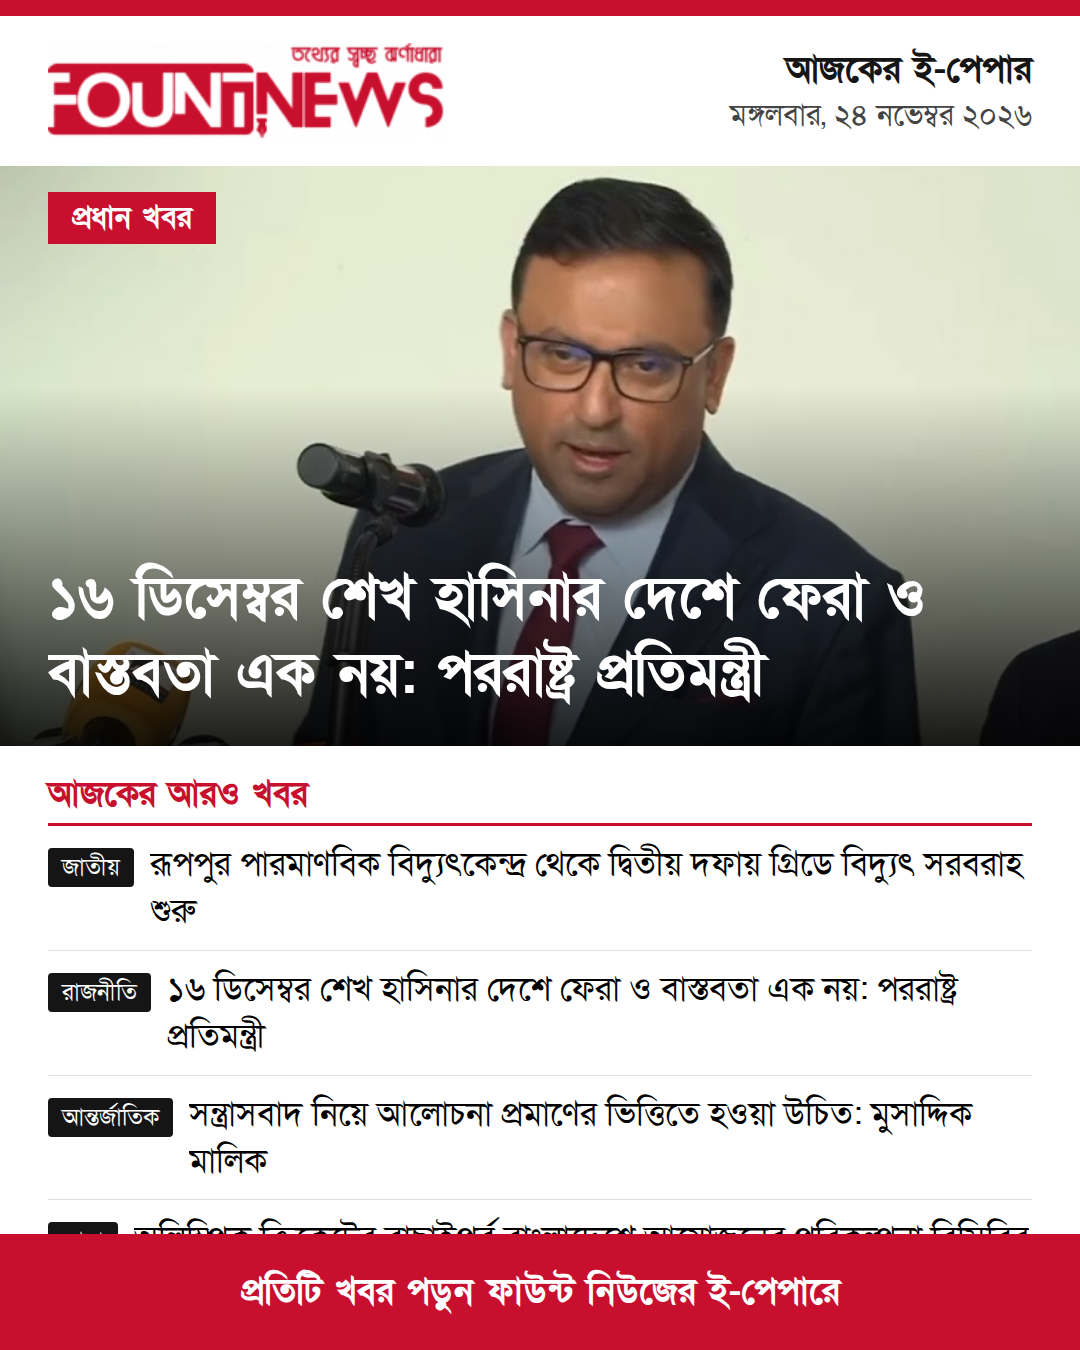 তথ্যের স্বচ্ছ ঝর্ণাধারা
FOUNTNEWS
আজকের ই-পেপার
মঙ্গলবার, ২৪ নভেম্বর ২০২৬
প্রধান খবর
১৬ ডিসেম্বর শেখ হাসিনার দেশে ফেরা ও
বাস্তবতা এক নয়: পররাষ্ট্র প্রতিমন্ত্রী
আজকের আরও খবর
জাতীয় রূপপুর পারমাণবিক বিদ্যুৎকেন্দ্র থেকে দ্বিতীয় দফায় গ্রিডে বিদ্যুৎ সরবরাহ
শুরু
রাজনীতি ১৬ ডিসেম্বর শেখ হাসিনার দেশে ফেরা ও বাস্তবতা এক নয়: পররাষ্ট্র
প্রতিমন্ত্রী
আন্তর্জাতিক সন্ত্রাসবাদ নিয়ে আলোচনা প্রমাণের ভিত্তিতে হওয়া উচিত: মুসাদ্দিক
মালিক
প্রতিটি খবর পড়ুন ফাউন্ট নিউজের ই-পেপারে